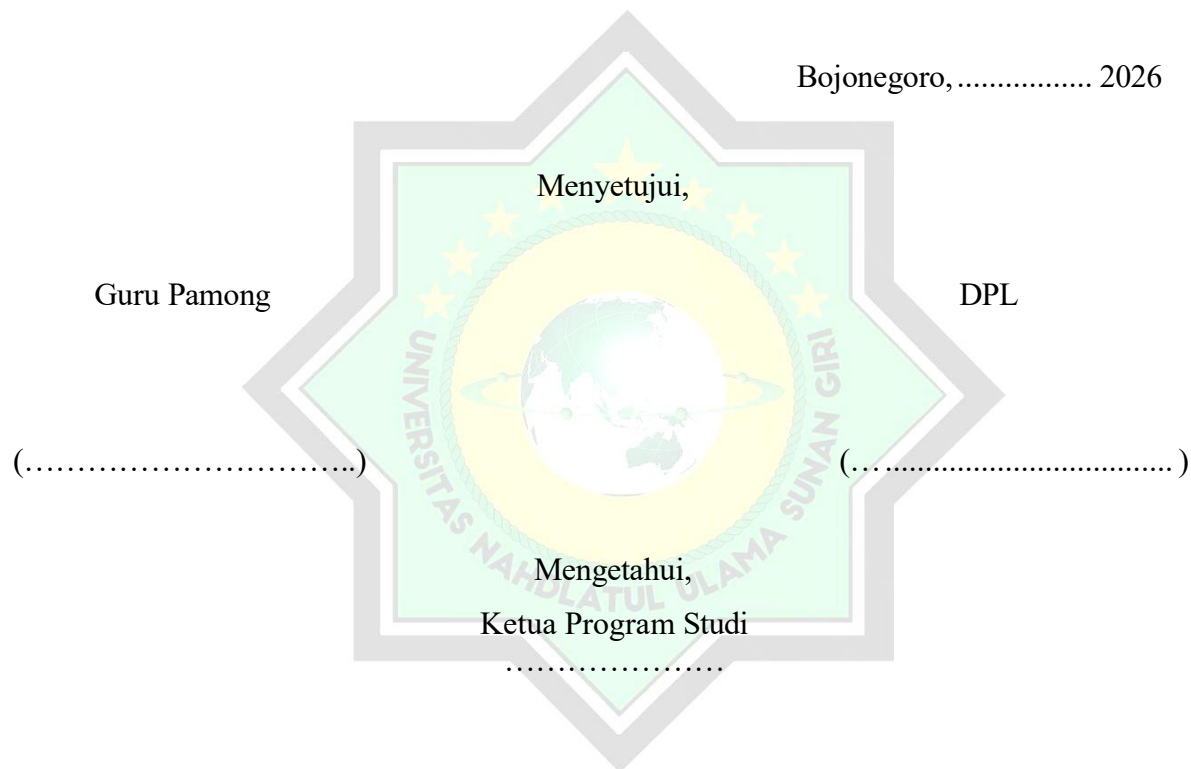 Bojonegoro, ................. 2026
Menyetujui,
Guru Pamong DPL
(…………………………..) (… ................................... )
UNIVERSITAS NAHDLATUL ULAMA SUNAN GIRI
Mengetahui,
Ketua Program Studi
…………………